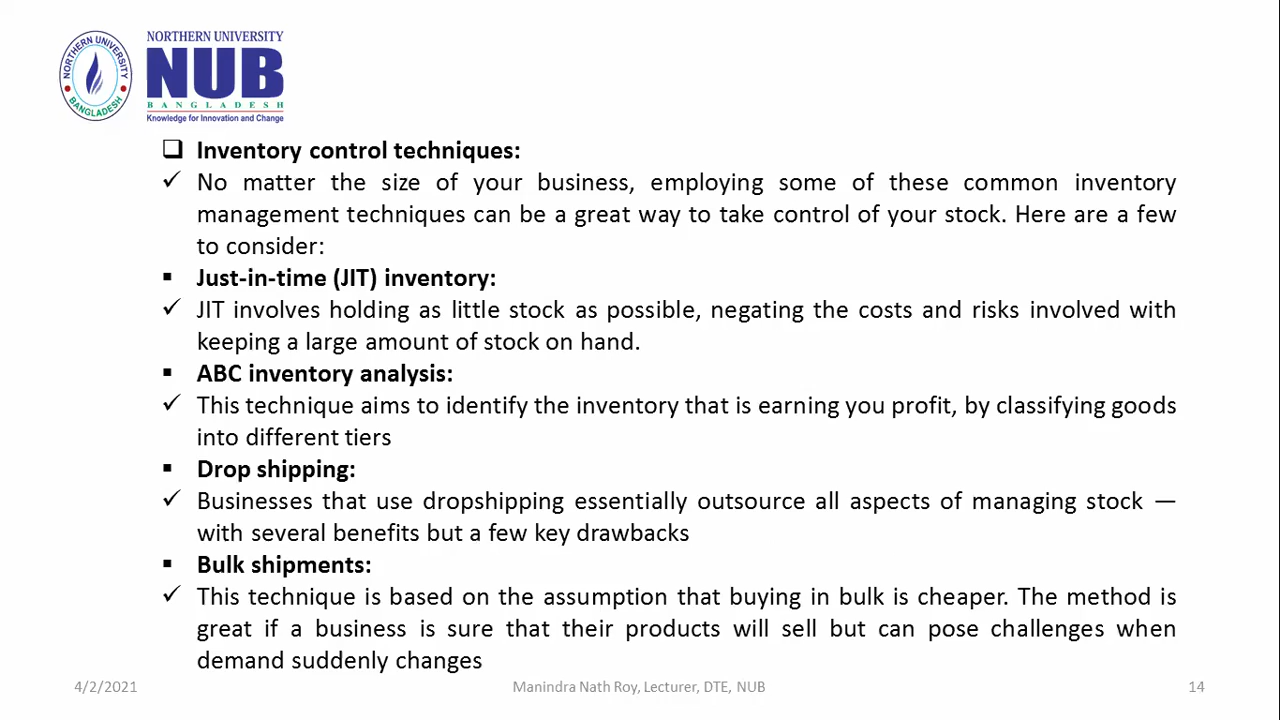 NORTHERN UNIVERSITY
BANGLADESH
NORTHERN UNIVERSITY
NUB
BANGLADESH
Knowledge for Innovation and Change
❑ Inventory control techniques:
✓ No matter the size of your business, employing some of these common inventory
management techniques can be a great way to take control of your stock. Here are a few
to consider:
▪ Just-in-time (JIT) inventory:
✓ JIT involves holding as little stock as possible, negating the costs and risks involved with
keeping a large amount of stock on hand.
▪ ABC inventory analysis:
✓ This technique aims to identify the inventory that is earning you profit, by classifying goods
into different tiers
▪ Drop shipping:
✓ Businesses that use dropshipping essentially outsource all aspects of managing stock —
with several benefits but a few key drawbacks
▪ Bulk shipments:
✓ This technique is based on the assumption that buying in bulk is cheaper. The method is
great if a business is sure that their products will sell but can pose challenges when
demand suddenly changes
4/2/2021
Manindra Nath Roy, Lecturer, DTE, NUB
14